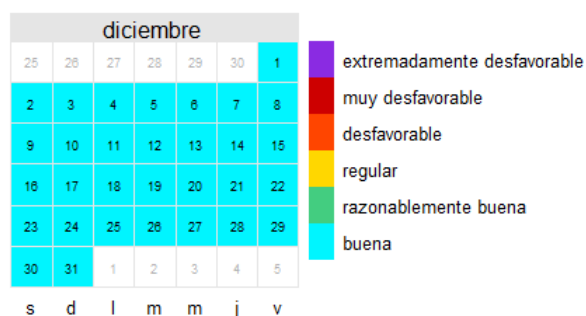 diciembre
25 26 27 28 29 30 1
2 3 4 5 6 7 8
9 10 11 12 13 14 15
16 17 18 19 20 21 22
23 24 25 26 27 28 29
30 31 1 2 3 4 5
s d l m m j v
extremadamente desfavorable
muy desfavorable
desfavorable
regular
razonablemente buena
buena